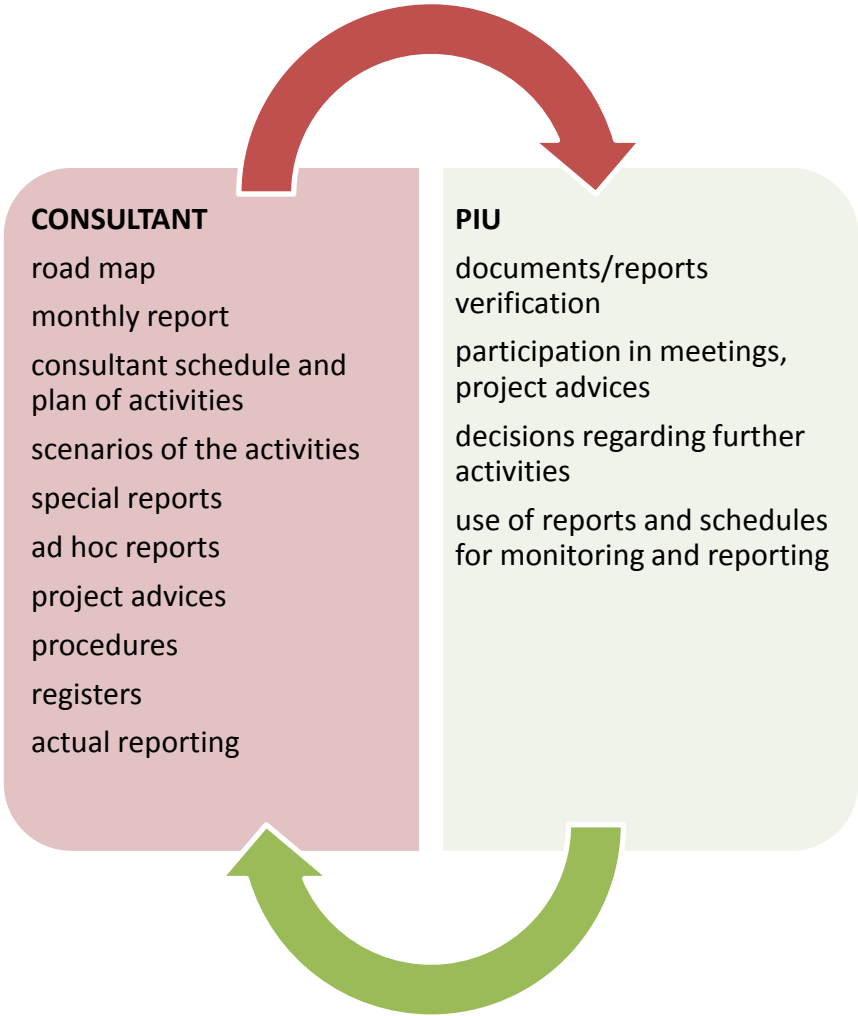 CONSULTANT
road map
monthly report
consultant schedule and
plan of activities
scenarios of the activities
special reports
ad hoc reports
project advices
procedures
registers
actual reporting
PIU
documents/reports
verification
participation in meetings,
project advices
decisions regarding further
activities
use of reports and schedules
for monitoring and reporting